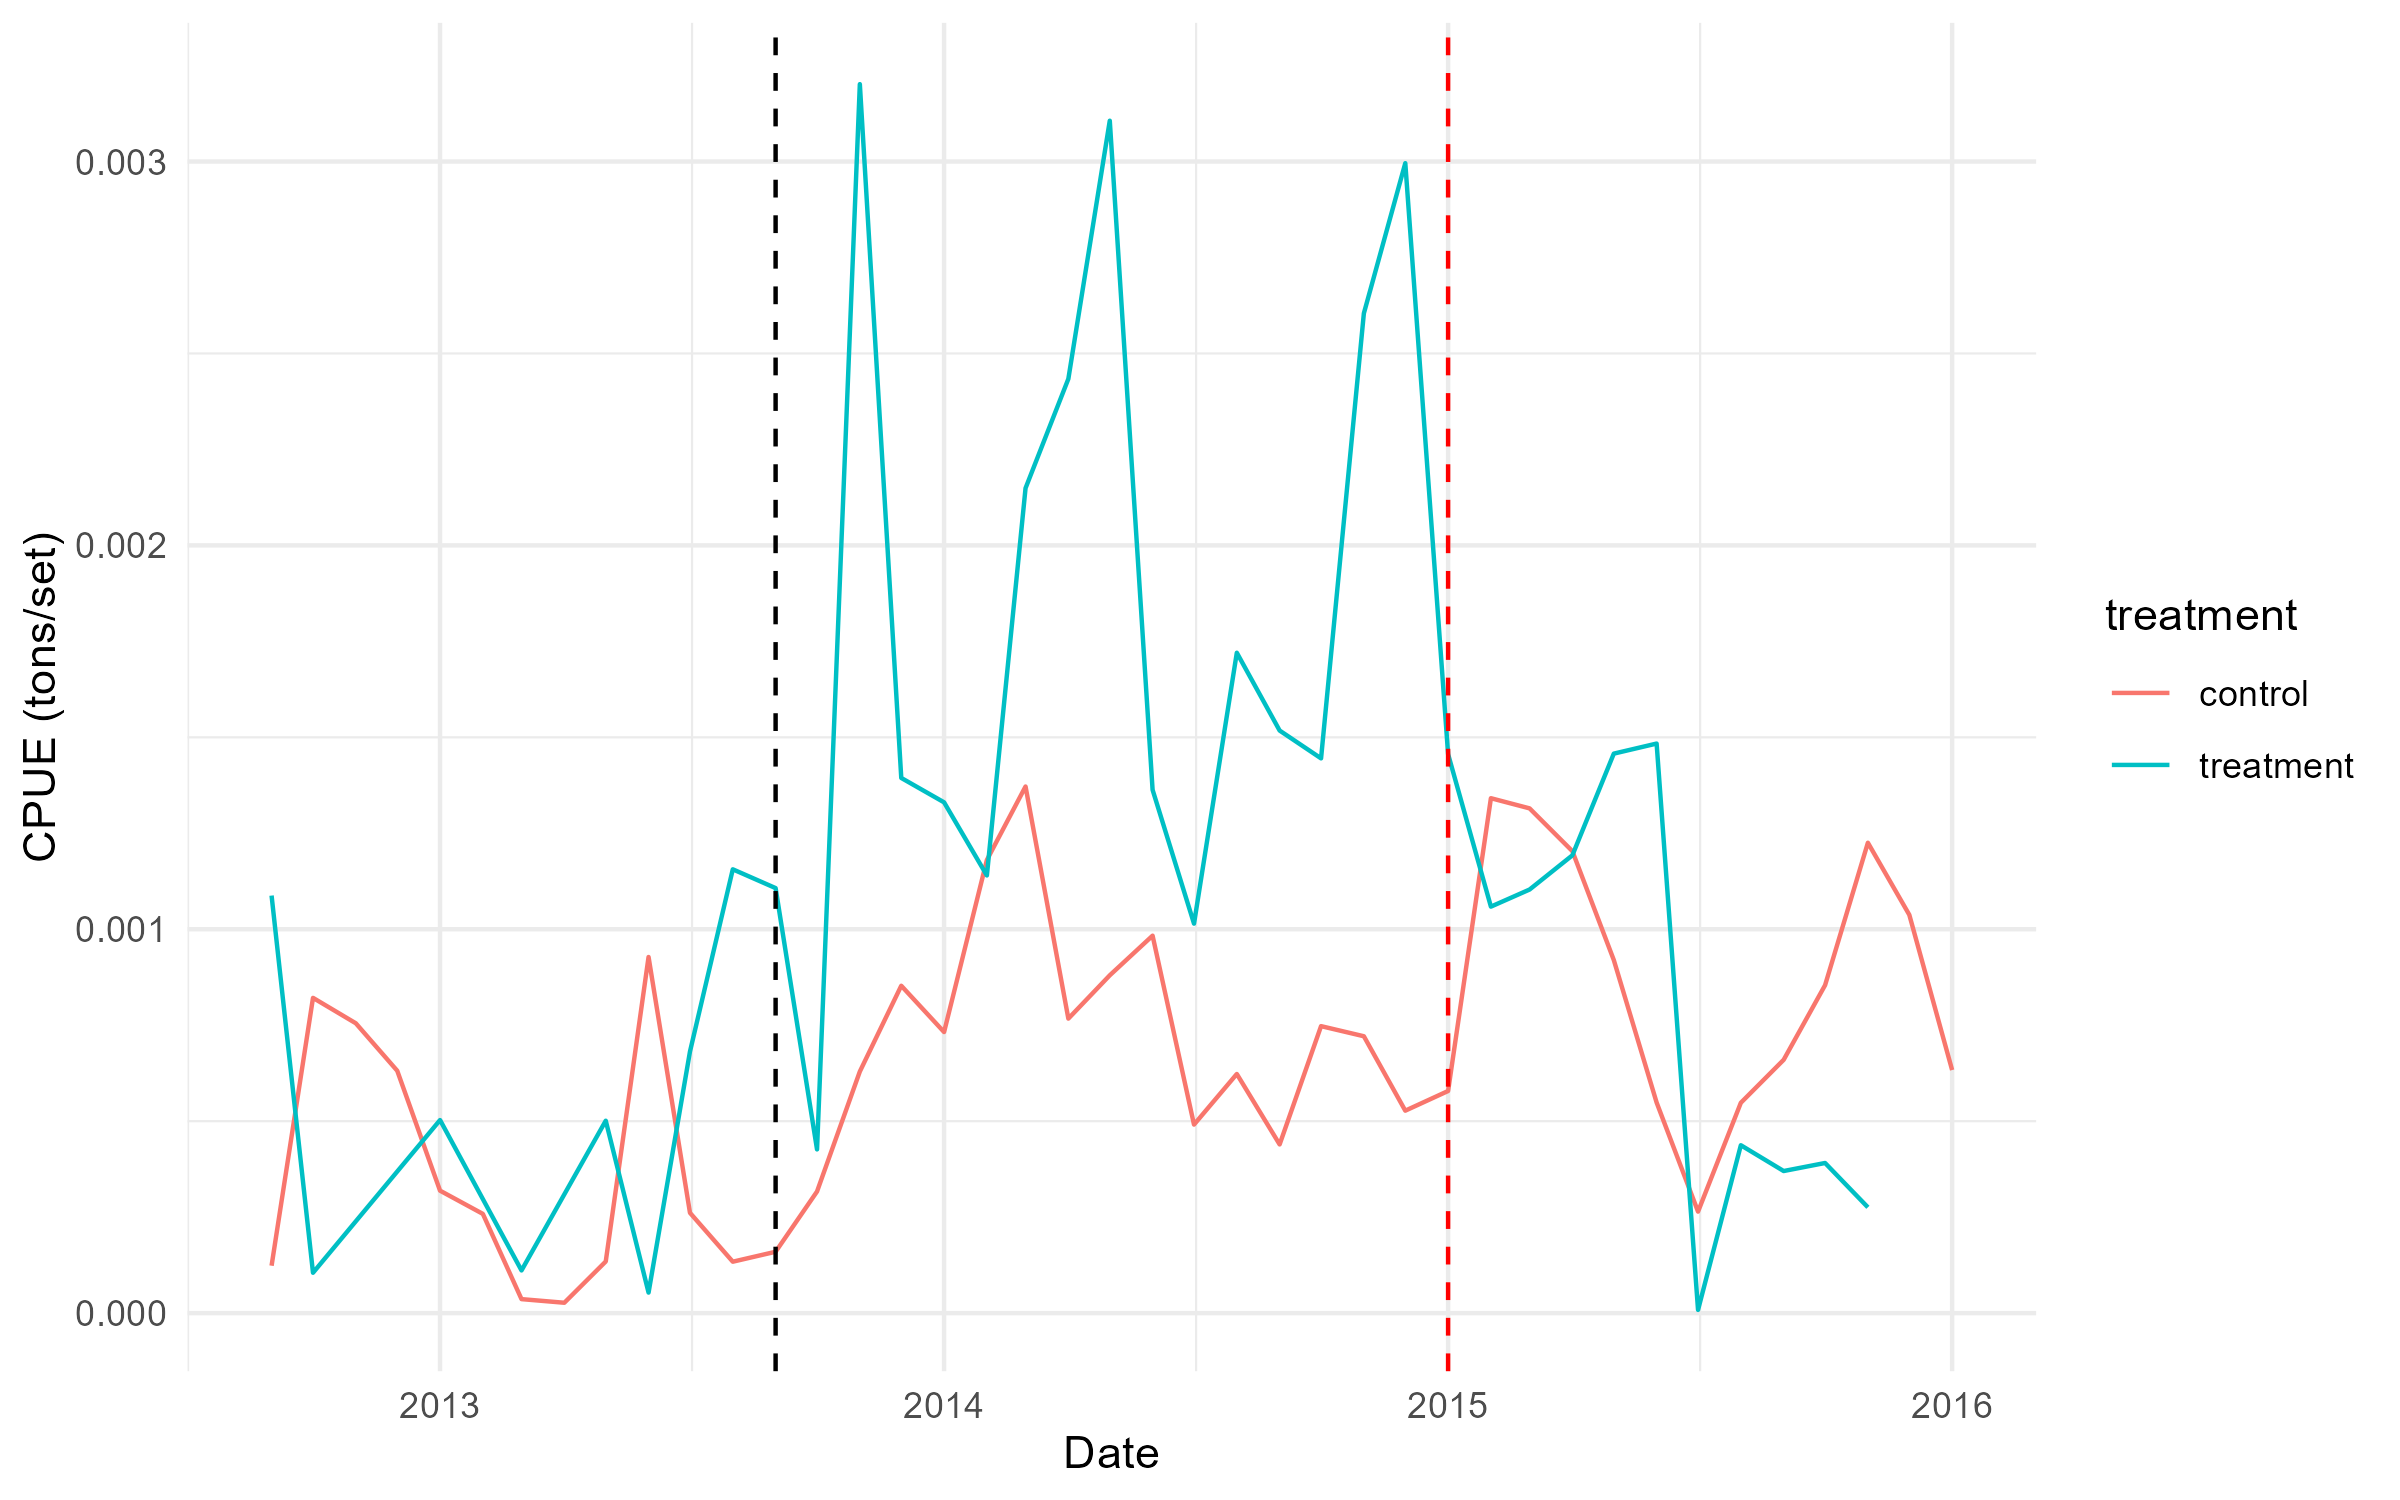 CPUE (tons/set)
0.003
0.002
0.001
0.000
2013 2014 2015 2016
Date
treatment
control
treatment